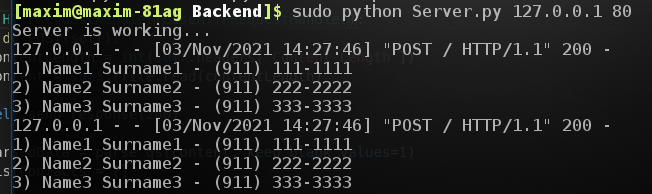 [maxim@maxim-81ag Backend]$ sudo python Server.py 127.0.0.1 80
Server is working...
127.0.0.1 - - [03/Nov/2021 14:27:46] "POST / HTTP/1.1" 200 -
1) Name1 Surname1 - (911) 111-1111
2) Name2 Surname2 - (911) 222-2222
3) Name3 Surname3 - (911) 333-3333
127.0.0.1 - - [03/Nov/2021 14:27:46] "POST / HTTP/1.1" 200 -
1) Name1 Surname1 - (911) 111-1111
2) Name2 Surname2 - (911) 222-2222
3) Name3 Surname3 - (911) 333-3333